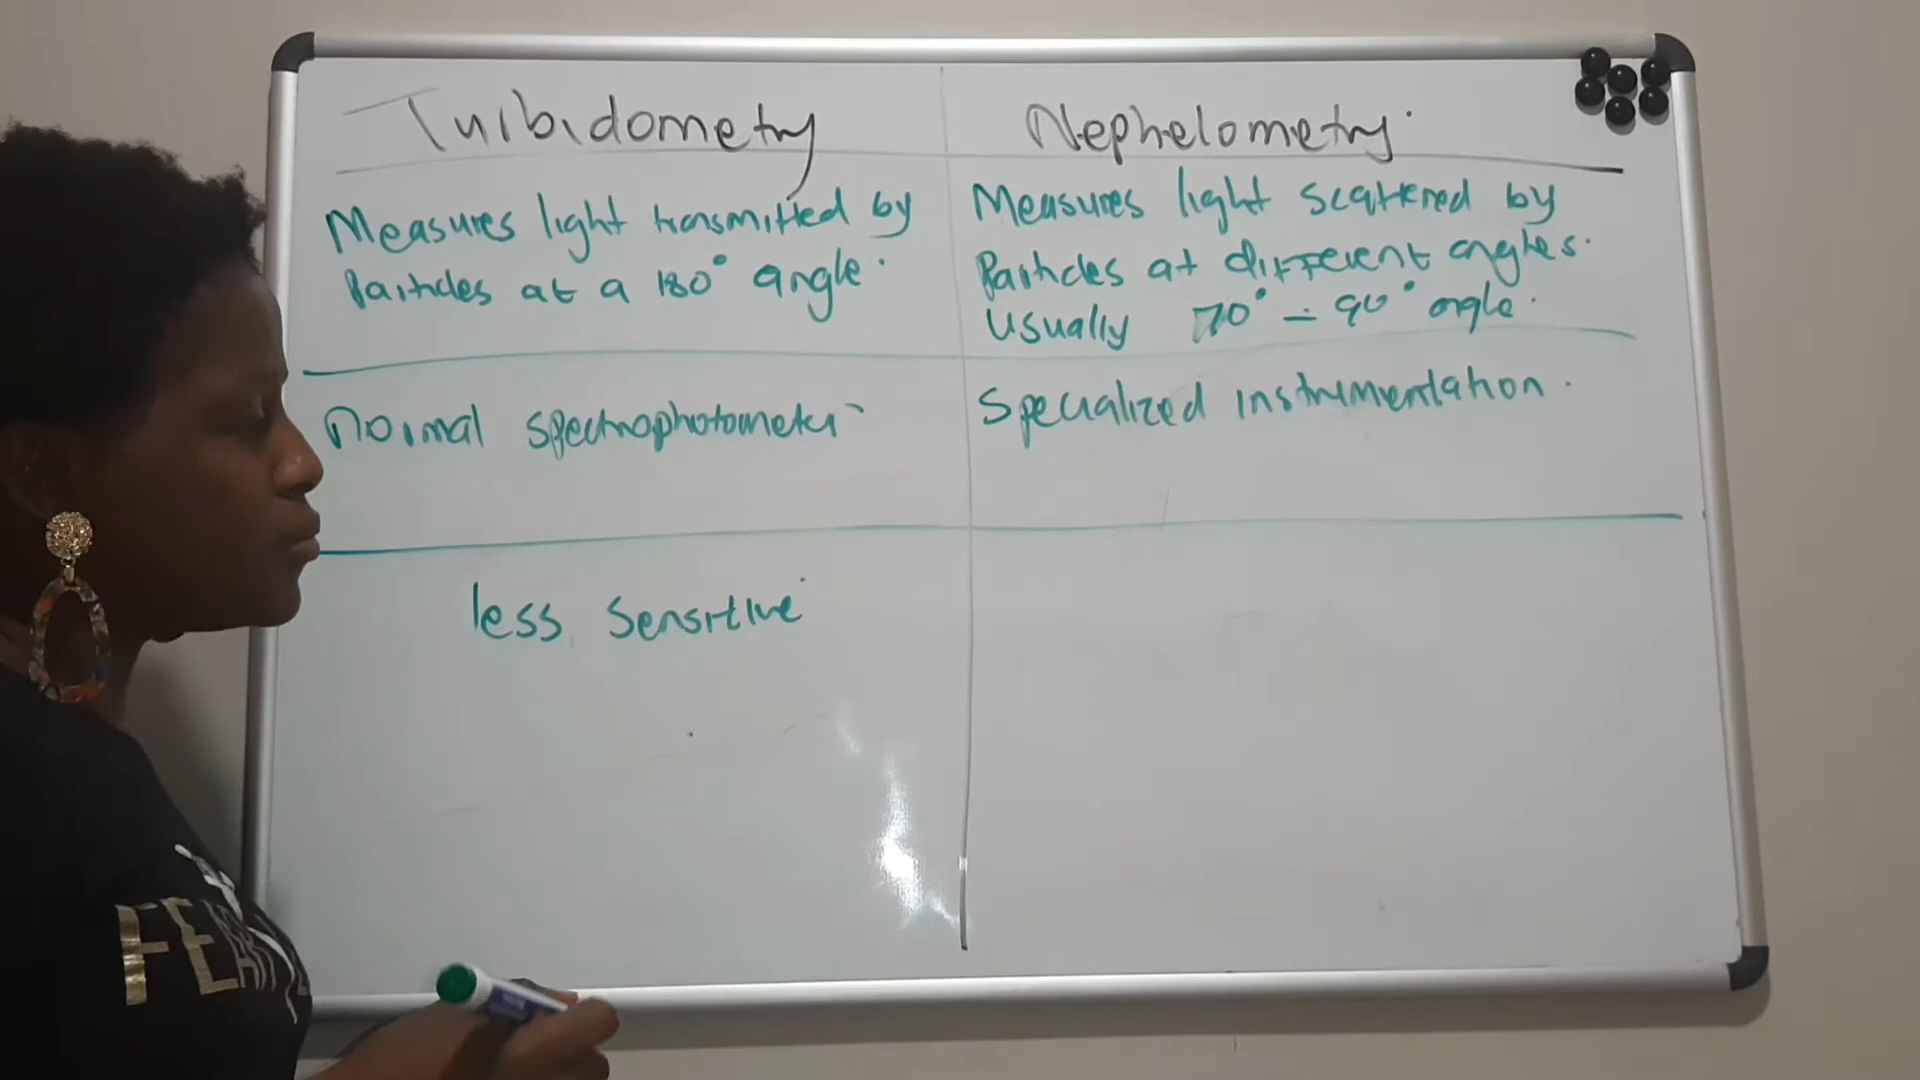 Turbidometry
Nephelometry.
Measures light transmitted by
Particles at a 180° angle.
Measures light scattered by
Particles at different angles.
Usually 70° - 90° angle.
Normal spectrophotometer
Specialized instrumentation.
less sensitive